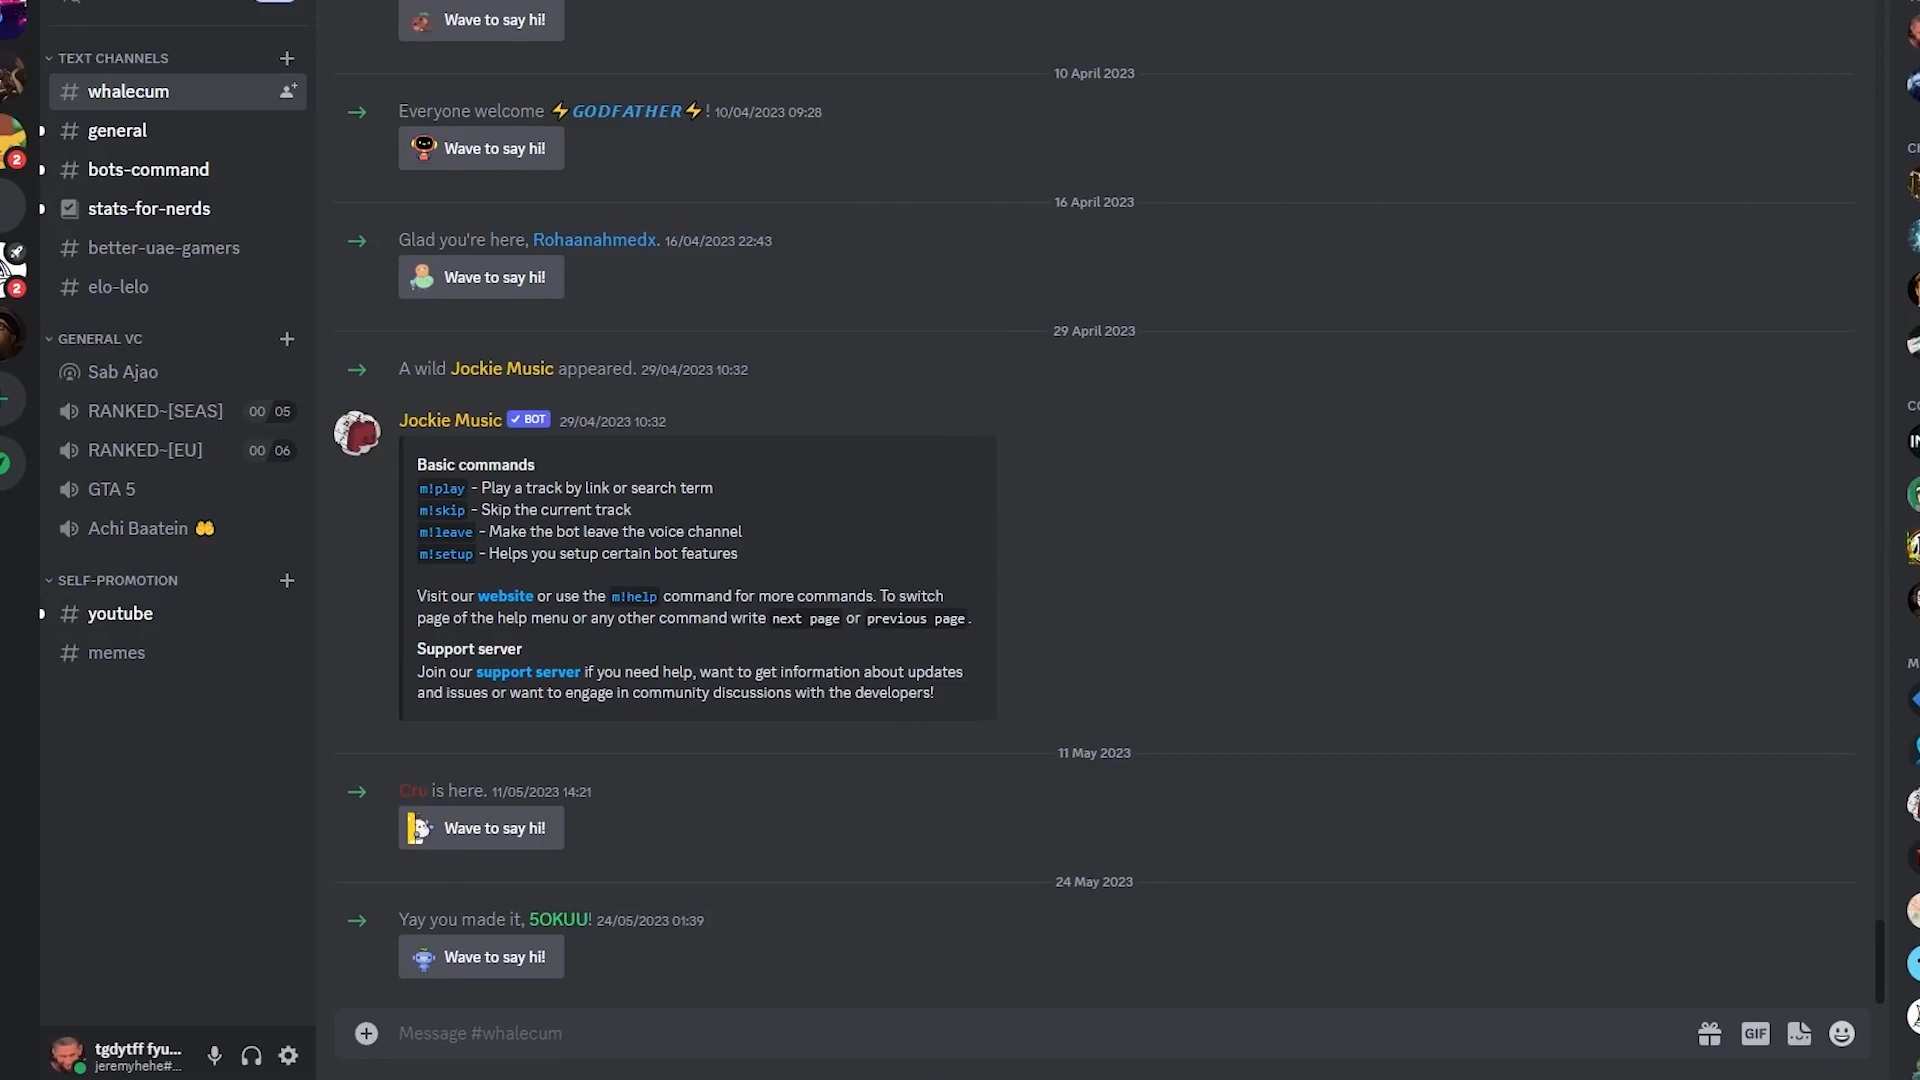 TEXT CHANNELS
whalecum
general
bots-command
stats-for-nerds
better-uae-gamers
elo-lelo
GENERAL VC
Sab Ajao
RANKED~[SEAS] 00 05
RANKED~[EU] 00 06
GTA 5
Achi Baatein 🤲
SELF-PROMOTION
youtube
memes
tgdytff fyu...
jeremyhehe#...
2
2
Wave to say hi!
10 April 2023
Everyone welcome ⚡GODFATHER⚡! 10/04/2023 09:28
Wave to say hi!
16 April 2023
Glad you're here, Rohaanahmedx. 16/04/2023 22:43
Wave to say hi!
29 April 2023
A wild Jockie Music appeared. 29/04/2023 10:32
Jockie Music ✓ BOT 29/04/2023 10:32
Basic commands
m!play - Play a track by link or search term
m!skip - Skip the current track
m!leave - Make the bot leave the voice channel
m!setup - Helps you setup certain bot features
Visit our website or use the m!help command for more commands. To switch
page of the help menu or any other command write next page or previous page.
Support server
Join our support server if you need help, want to get information about updates
and issues or want to engage in community discussions with the developers!
11 May 2023
Cru is here. 11/05/2023 14:21
Wave to say hi!
24 May 2023
Yay you made it, 5OKUU! 24/05/2023 01:39
Wave to say hi!
Message #whalecum
GIF